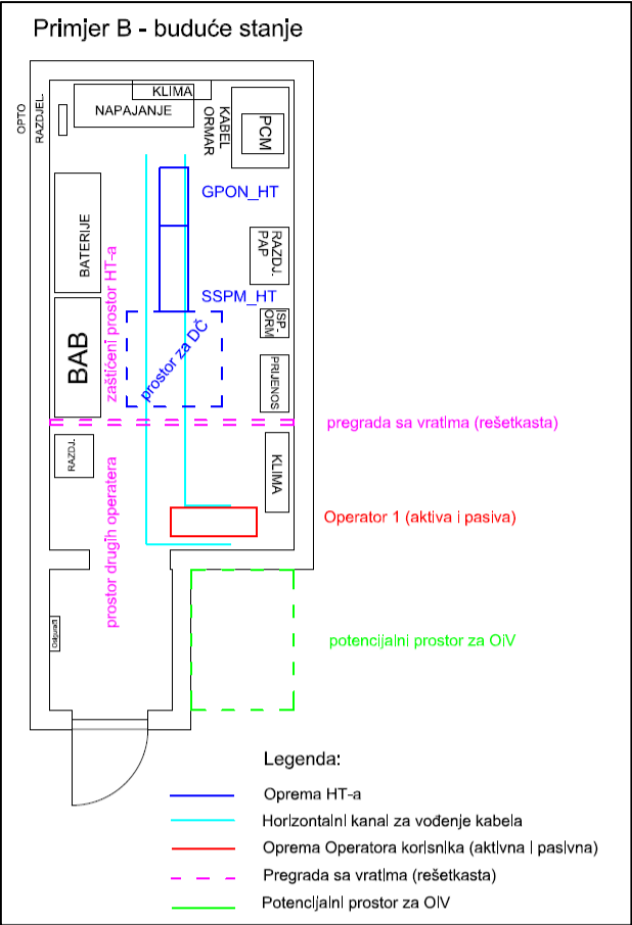 Primjer B - buduće stanje
KLIMA
NAPAJANJE
OPTO
RAZDJEL.
KABEL
ORMAR
PCM
GPON_HT
BATERIJE
zaštićeni prostor HT-a
RAZDJ.
PAP
SSPM_HT
ISP-
ORM
prostor za DČ
BAB
PRIJENOS
pregrada sa vratima (rešetkasta)
RAZDJ.
KLIMA
prostor drugih operatera
Operator 1 (aktiva i pasiva)
Osigurači
potencijalni prostor za OiV
Legenda:
Oprema HT-a
Horizontalni kanal za vođenje kabela
Oprema Operatora korisnika (aktivna i pasivna)
Pregrada sa vratima (rešetkasta)
Potencijalni prostor za OIV